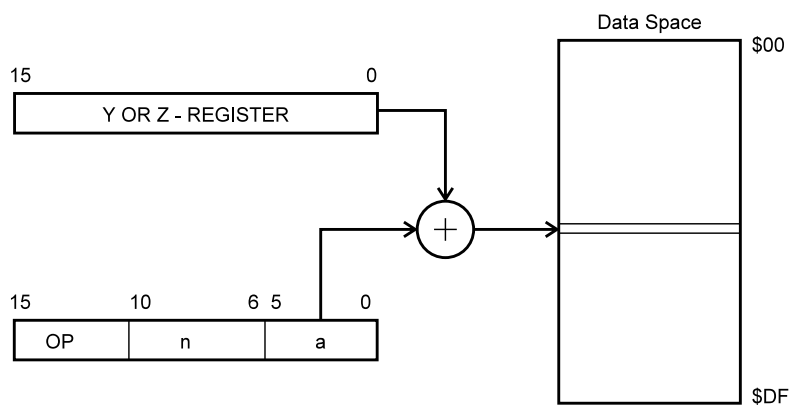 Data Space
$00
15 0
Y OR Z - REGISTER
+
15 10 6 5 0
OP n a
$DF